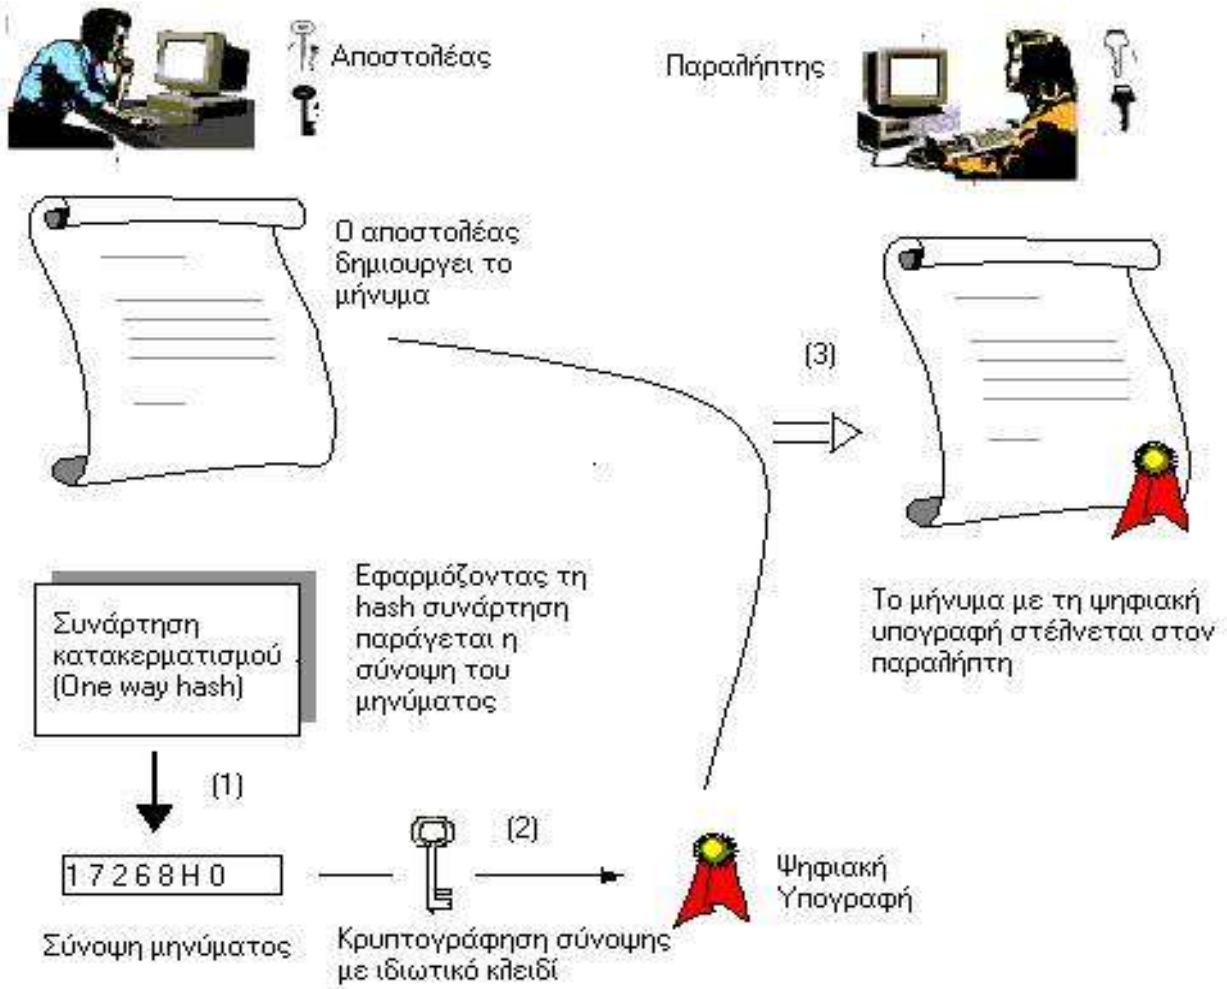 Αποστολέας
Παραλήπτης
Ο αποστολέας
δημιουργει το
μήνυμα
(3)
Εφαρμόζοντας τη
hash συνάρτηση
παράγεται η
σύνοψη του
μηνύματος
Συνάρτηση
κατακερματισμού
(One way hash)
Το μήνυμα με τη ψηφιακή
υπογραφή στέλνεται στον
παραλήπτη
(1)
(2)
17268H0
Ψηφιακή
Υπογραφή
Σύνοψη μηνύματος
Κρυπτογράφηση σύνοψης
με ιδιωτικό κλειδί